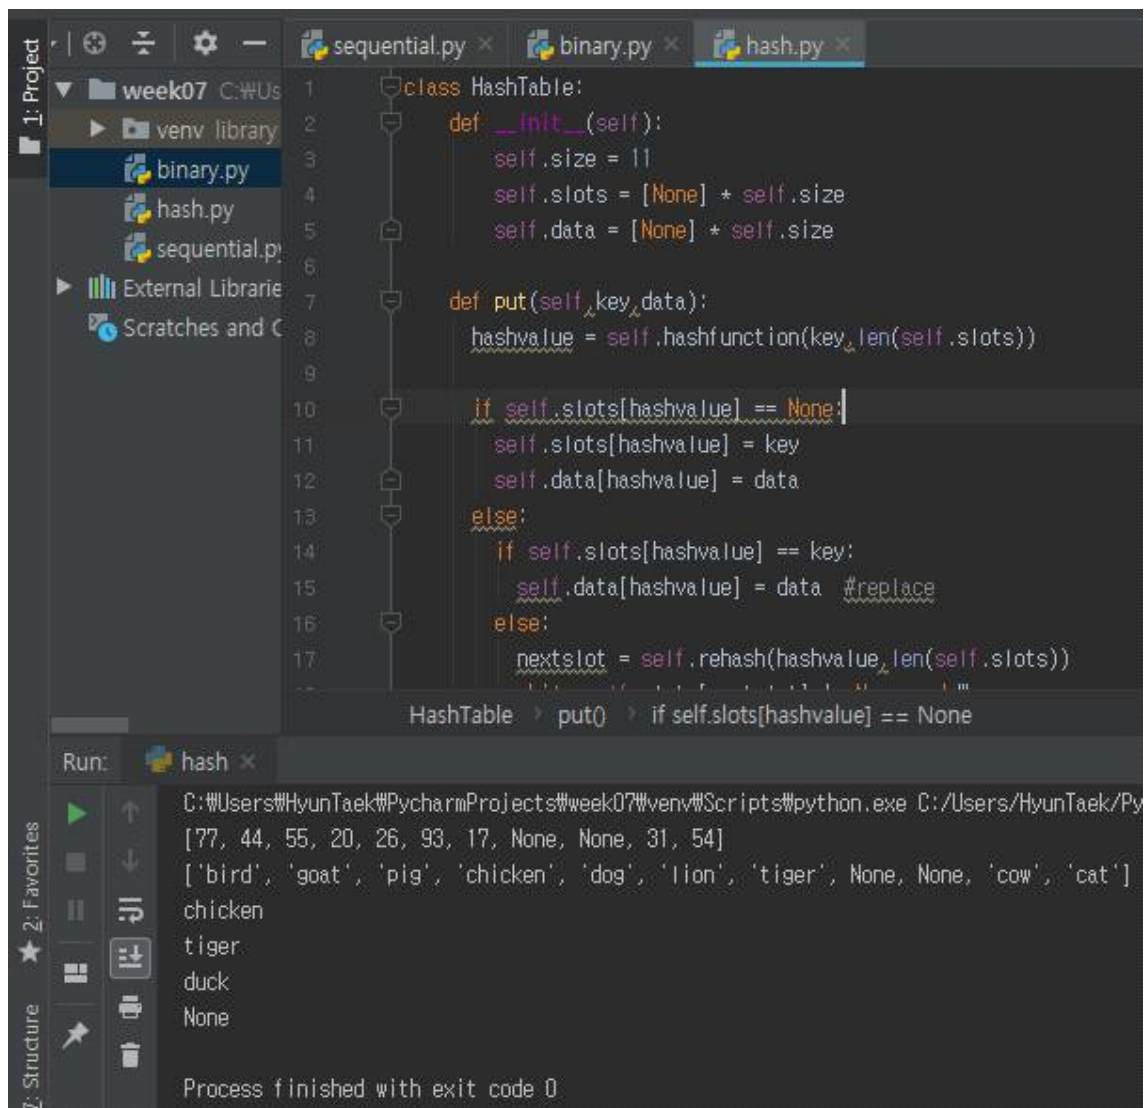 1: Project
sequential.py
binary.py
hash.py
week07 C:₩Us
venv library
binary.py
hash.py
sequential.py
External Librarie
Scratches and C
1 class HashTable:
2 def __init__(self):
3 self.size = 11
4 self.slots = [None] * self.size
5 self.data = [None] * self.size
6
7 def put(self,key,data):
8 hashvalue = self.hashfunction(key,len(self.slots))
9
10 if self.slots[hashvalue] == None:
11 self.slots[hashvalue] = key
12 self.data[hashvalue] = data
13 else:
14 if self.slots[hashvalue] == key:
15 self.data[hashvalue] = data #replace
16 else:
17 nextslot = self.rehash(hashvalue,len(self.slots))
HashTable put() if self.slots[hashvalue] == None
Run: hash
C:₩Users₩HyunTaek₩PycharmProjects₩week07₩venv₩Scripts₩python.exe C:/Users/HyunTaek/Py
[77, 44, 55, 20, 26, 93, 17, None, None, 31, 54]
['bird', 'goat', 'pig', 'chicken', 'dog', 'lion', 'tiger', None, None, 'cow', 'cat']
chicken
tiger
duck
None
Process finished with exit code 0
2: Favorites
7: Structure